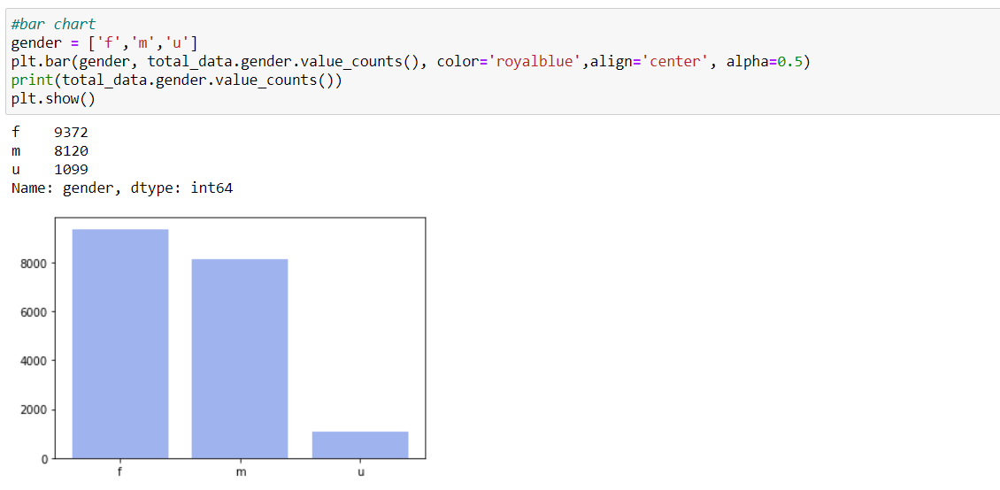 #bar chart
gender = ['f','m','u']
plt.bar(gender, total_data.gender.value_counts(), color='royalblue',align='center', alpha=0.5)
print(total_data.gender.value_counts())
plt.show()
f    9372
m    8120
u    1099
Name: gender, dtype: int64
8000
6000
4000
2000
0
f m u